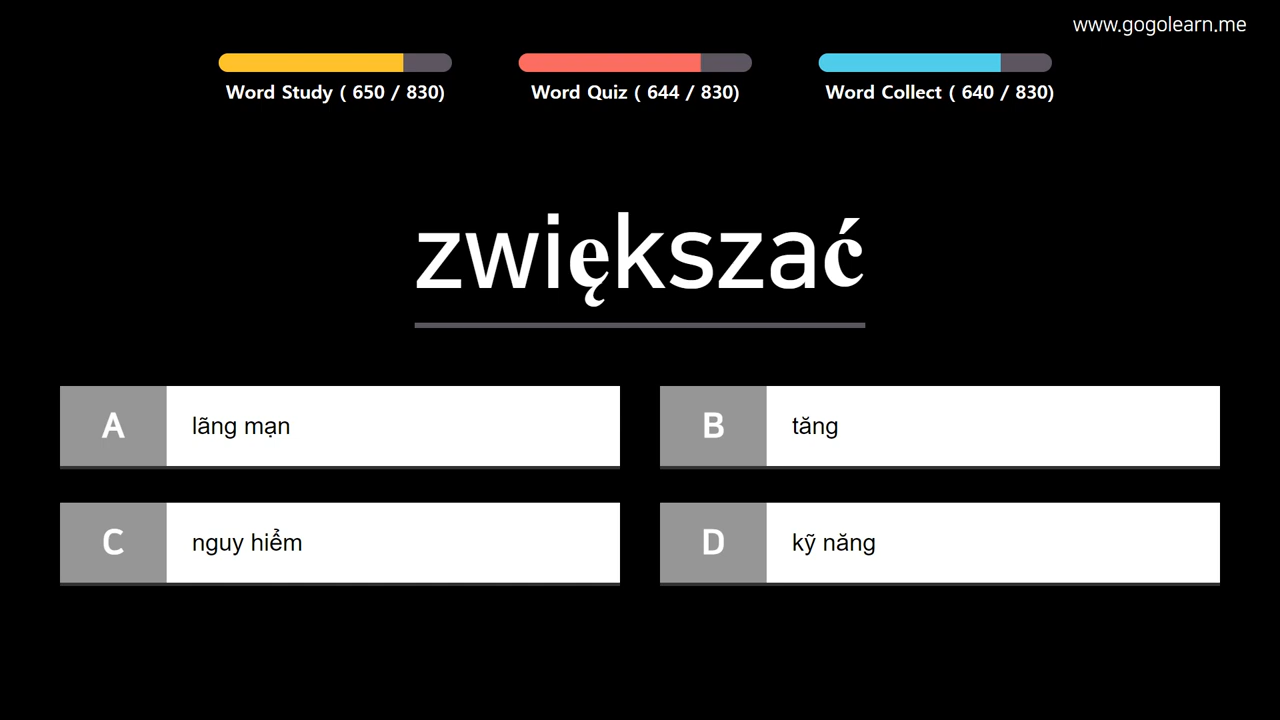 www.gogolearn.me
Word Study ( 650 / 830)
Word Quiz ( 644 / 830)
Word Collect ( 640 / 830)
zwiększać
A lãng mạn
B tăng
C nguy hiểm
D kỹ năng